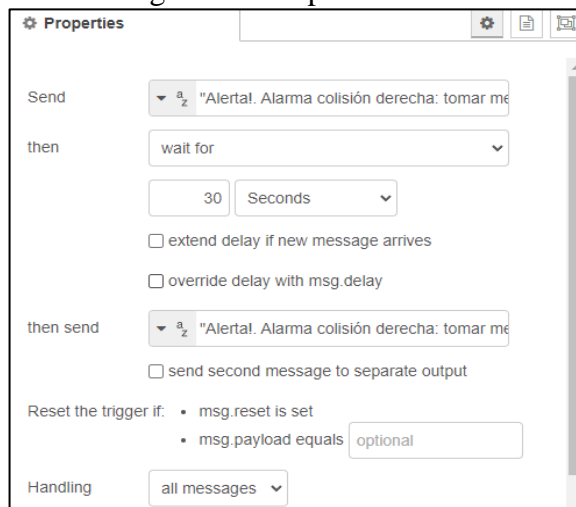 Properties
Send "Alerta!. Alarma colisión derecha: tomar me
then wait for
30 Seconds
extend delay if new message arrives
override delay with msg.delay
then send "Alerta!. Alarma colisión derecha: tomar me
send second message to separate output
Reset the trigger if: • msg.reset is set
• msg.payload equals optional
Handling all messages